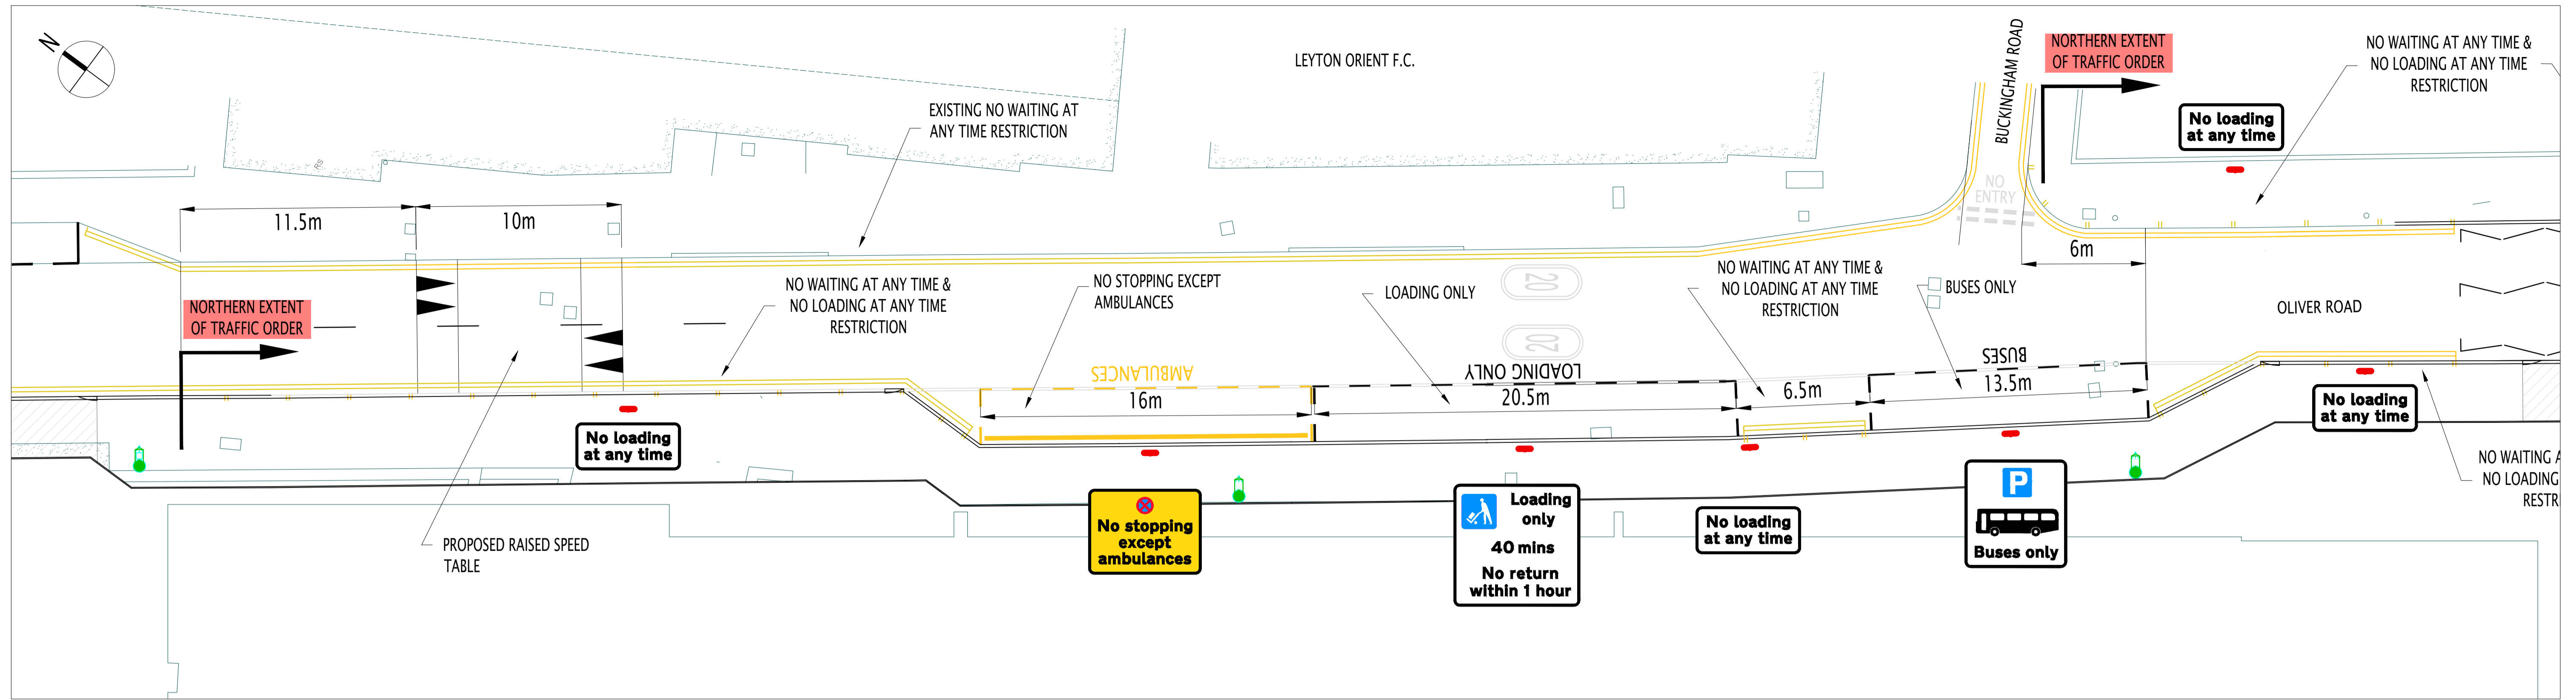 N
LEYTON ORIENT F.C.
BUCKINGHAM ROAD
NORTHERN EXTENT
OF TRAFFIC ORDER
NO WAITING AT ANY TIME &
NO LOADING AT ANY TIME
RESTRICTION
No loading
at any time
EXISTING NO WAITING AT
ANY TIME RESTRICTION
RS
11.5m
10m
NO
ENTRY
6m
NORTHERN EXTENT
OF TRAFFIC ORDER
NO WAITING AT ANY TIME &
NO LOADING AT ANY TIME
RESTRICTION
NO STOPPING EXCEPT
AMBULANCES
LOADING ONLY
20
20
NO WAITING AT ANY TIME &
NO LOADING AT ANY TIME
RESTRICTION
BUSES ONLY
OLIVER ROAD
AMBULANCES
16m
LOADING ONLY
20.5m
6.5m
BUSES
13.5m
No loading
at any time
No loading
at any time
NO WAITING A
NO LOADING
RESTR
No stopping
except
ambulances
Loading
only
40 mins
No return
within 1 hour
No loading
at any time
P
Buses only
PROPOSED RAISED SPEED
TABLE